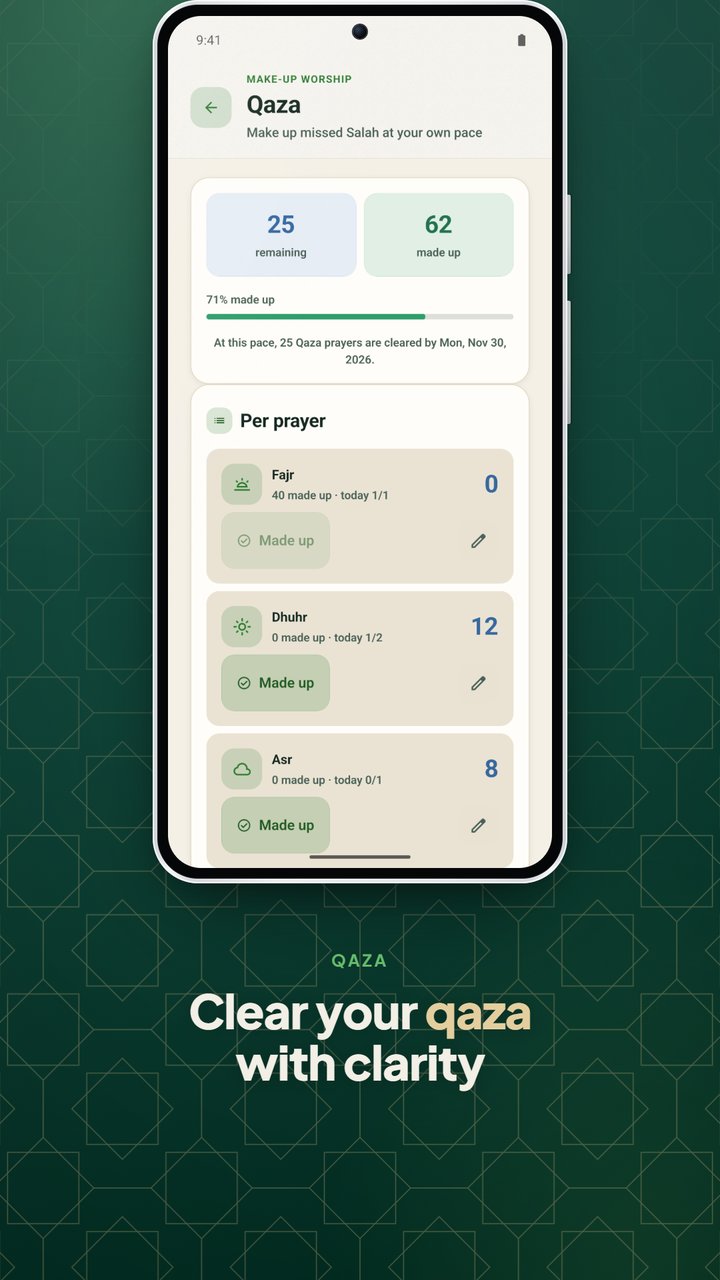 9:41
MAKE-UP WORSHIP
Qaza
Make up missed Salah at your own pace
25
remaining
62
made up
71% made up
At this pace, 25 Qaza prayers are cleared by Mon, Nov 30,
2026.
Per prayer
Fajr
40 made up · today 1/1
0
Made up
Dhuhr
0 made up · today 1/2
12
Made up
Asr
0 made up · today 0/1
8
Made up
QAZA
Clear your qaza
with clarity